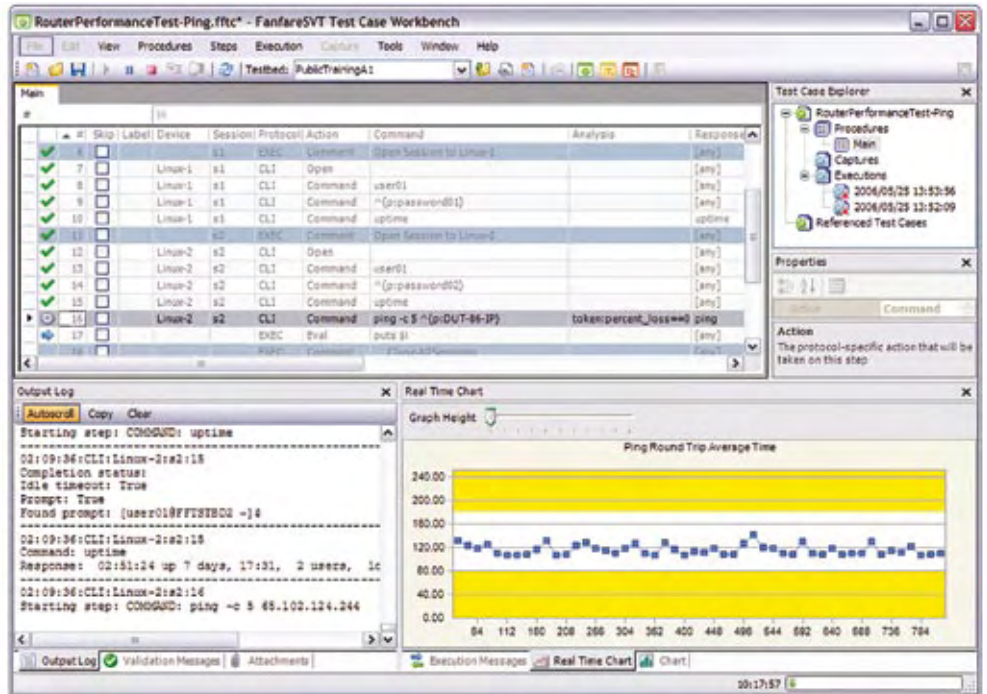 RouterPerformanceTest-Ping.fftc* - FanfareSVT Test Case Workbench
File Edit View Procedures Steps Execution Capture Tools Window Help
Testbed: PublicTrainingA1
Main
#
# Skip Label Device Session Protocol Action Command Analysis Response
6 s1 EXEC Comment Open Session to Linux-1 [any]
7 Linux-1 s1 CLI Open [any]
8 Linux-1 s1 CLI Command user01 [any]
9 Linux-1 s1 CLI Command ^{p:password01} [any]
10 Linux-1 s1 CLI Command uptime uptime
11 s2 EXEC Comment Open Session to Linux-2 [any]
12 Linux-2 s2 CLI Open [any]
13 Linux-2 s2 CLI Command user01 [any]
14 Linux-2 s2 CLI Command ^{p:password02} [any]
15 Linux-2 s2 CLI Command uptime [any]
16 Linux-2 s2 CLI Command ping -c 5 ^{p:DUT-86-IP} token:percent_loss==0 ping
17 EXEC Eval puts $i [any]
18 EXEC Comment
Test Case Explorer
RouterPerformanceTest-Ping
Procedures
Main
Captures
Executions
2006/05/25 13:53:56
2006/05/25 13:52:09
Referenced Test Cases
Properties
Action Command
Action
The protocol-specific action that will be
taken on this step
Output Log
Autoscroll Copy Clear
Starting step: COMMAND: uptime
02:09:36:CLI:Linux-2:s2:15
Completion status:
Idle timeout: True
Prompt: True
Found prompt: [user01@FFTSTBD2 ~]$
02:09:36:CLI:Linux-2:s2:15
Command: uptime
Response: 02:51:24 up 7 days, 17:31, 2 users, lo
02:09:36:CLI:Linux-2:s2:16
Starting step: COMMAND: ping -c 5 65.102.124.244
Output Log Validation Messages Attachments
Real Time Chart
Graph Height
Ping Round Trip Average Time
240.00
200.00
160.00
120.00
80.00
40.00
0.00
64 112 160 208 256 304 352 400 448 496 544 592 640 688 736 784
Execution Messages Real Time Chart Chart
10:17:57